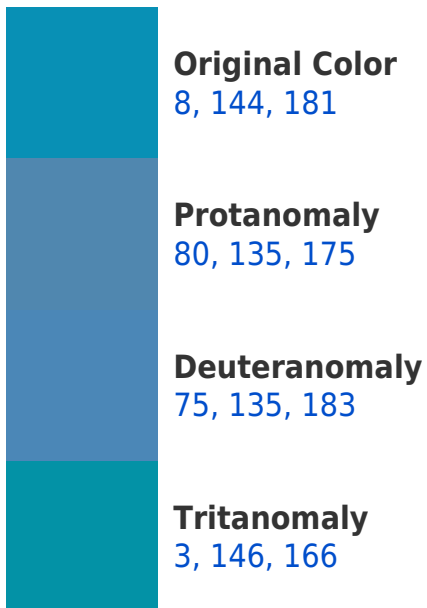 Original Color
8, 144, 181
Protanomaly
80, 135, 175
Deuteranomaly
75, 135, 183
Tritanomaly
3, 146, 166